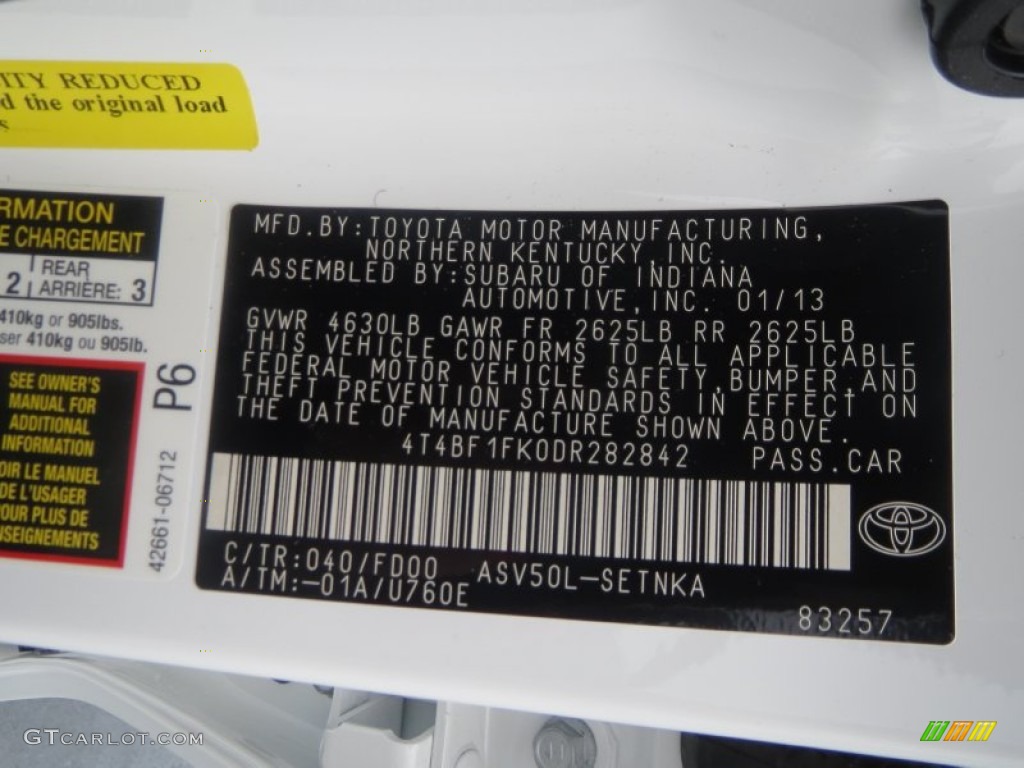 ITY REDUCED
d the original load
s
RMATION
E CHARGEMENT
2 REAR
ARRIÈRE: 3
410kg or 905lbs.
ser 410kg ou 905lb.
SEE OWNER'S
MANUAL FOR
ADDITIONAL
INFORMATION
OIR LE MANUEL
DE L'USAGER
POUR PLUS DE
NSEIGNEMENTS
P6
42661-06712
MFD.BY:TOYOTA MOTOR MANUFACTURING,
NORTHERN KENTUCKY,INC.
ASSEMBLED BY:SUBARU OF INDIANA
AUTOMOTIVE,INC. 01/13
GVWR 4630LB GAWR FR 2625LB RR 2625LB
THIS VEHICLE CONFORMS TO ALL APPLICABLE
FEDERAL MOTOR VEHICLE SAFETY,BUMPER,AND
THEFT PREVENTION STANDARDS IN EFFECT ON
THE DATE OF MANUFACTURE SHOWN ABOVE.
4T4BF1FK0DR282842 PASS.CAR
C/TR:040/FD00 ASV50L-SETNKA
A/TM:-01A/U760E
83257
GTCARLOT.COM